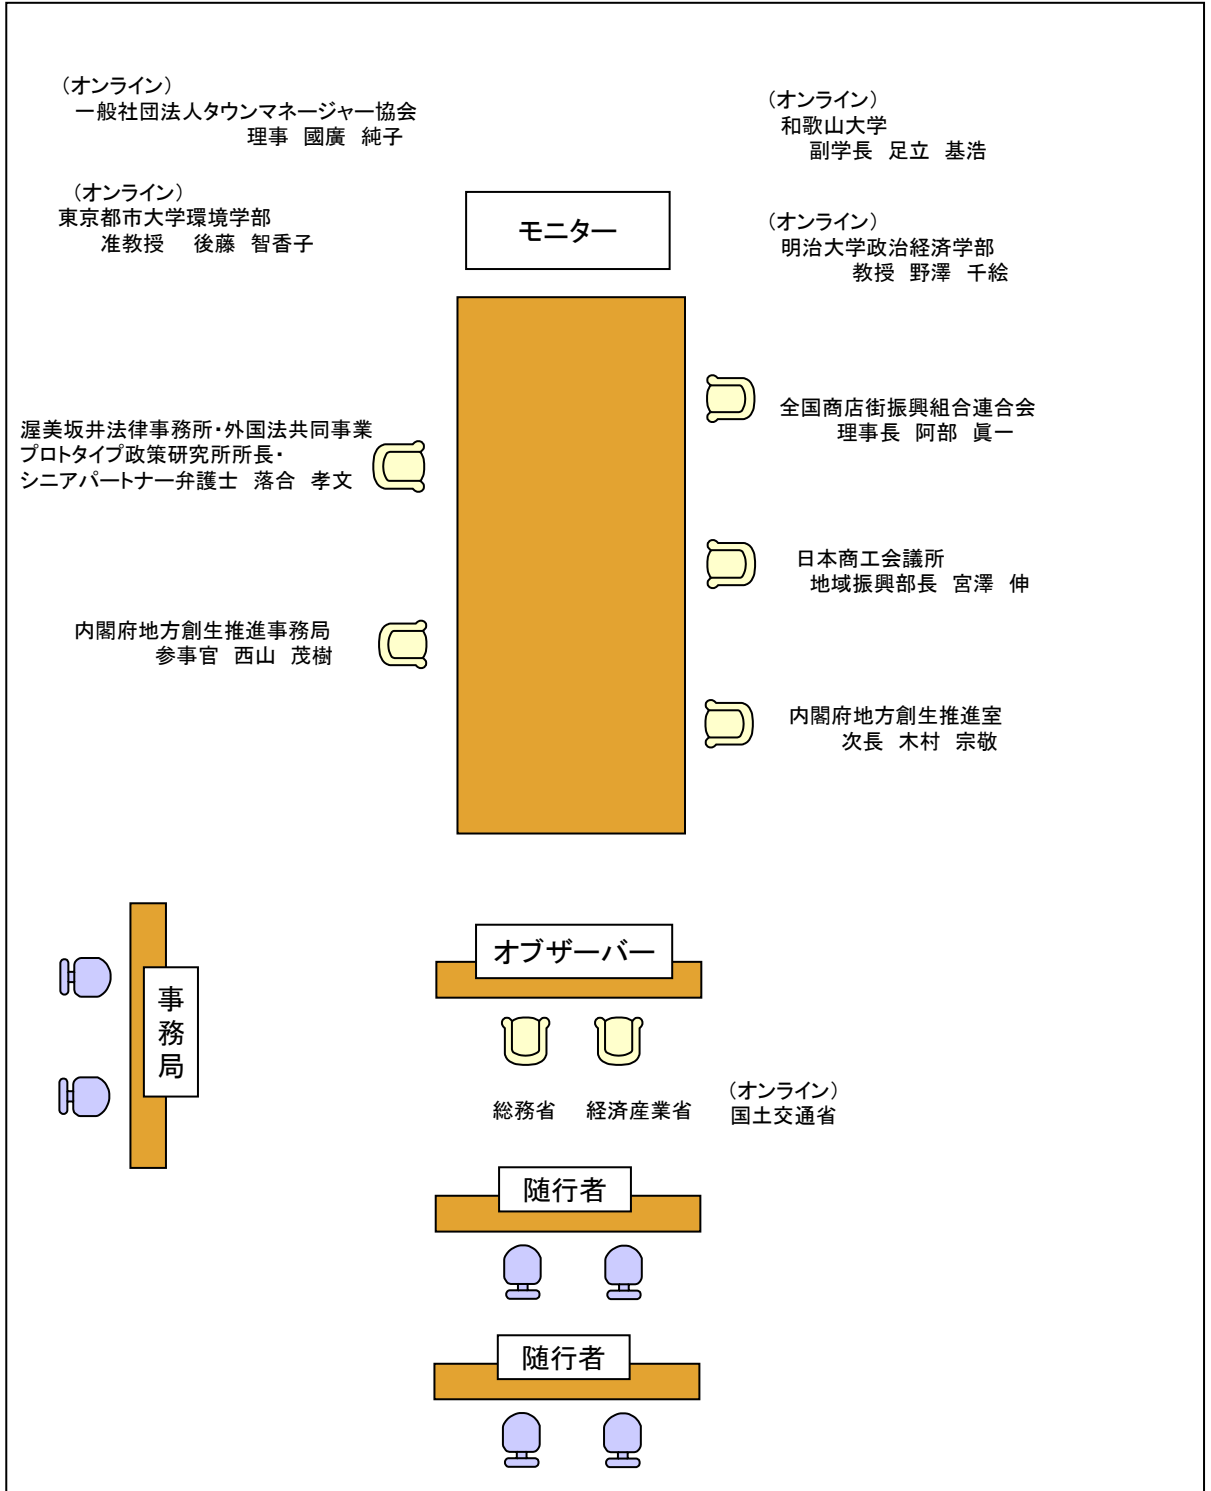 （オンライン）
一般社団法人タウンマネージャー協会
理事　國廣　純子
（オンライン）
東京都市大学環境学部
准教授　後藤　智香子
（オンライン）
和歌山大学
副学長　足立　基浩
（オンライン）
明治大学政治経済学部
教授　野澤　千絵
モニター
渥美坂井法律事務所・外国法共同事業
プロトタイプ政策研究所所長・
シニアパートナー弁護士　落合　孝文
内閣府地方創生推進事務局
参事官　西山　茂樹
全国商店街振興組合連合会
理事長　阿部　眞一
日本商工会議所
地域振興部長　宮澤　伸
内閣府地方創生推進室
次長　木村　宗敬
事務局
オブザーバー
総務省　経済産業省
（オンライン）
国土交通省
随行者
随行者